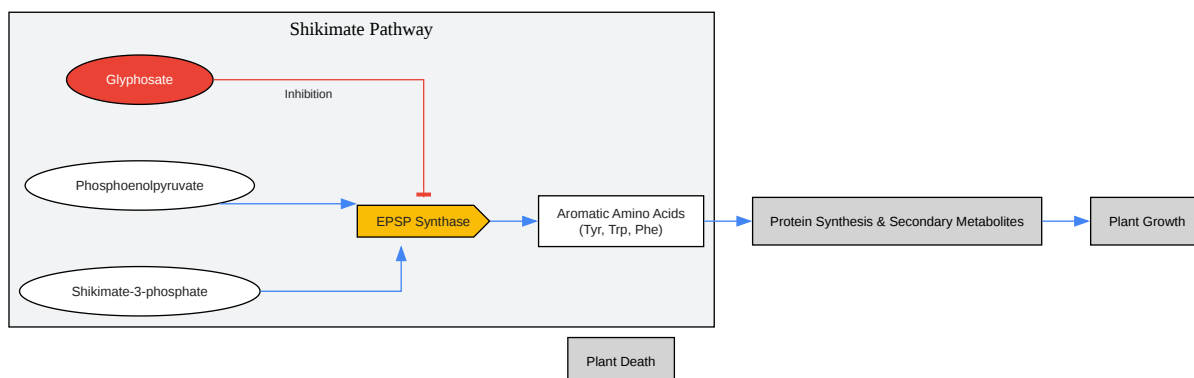 Shikimate Pathway
Glyphosate
Inhibition
Phosphoenolpyruvate
EPSP Synthase
Aromatic Amino Acids
(Tyr, Trp, Phe)
Protein Synthesis & Secondary Metabolites
Plant Growth
Shikimate-3-phosphate
Plant Death